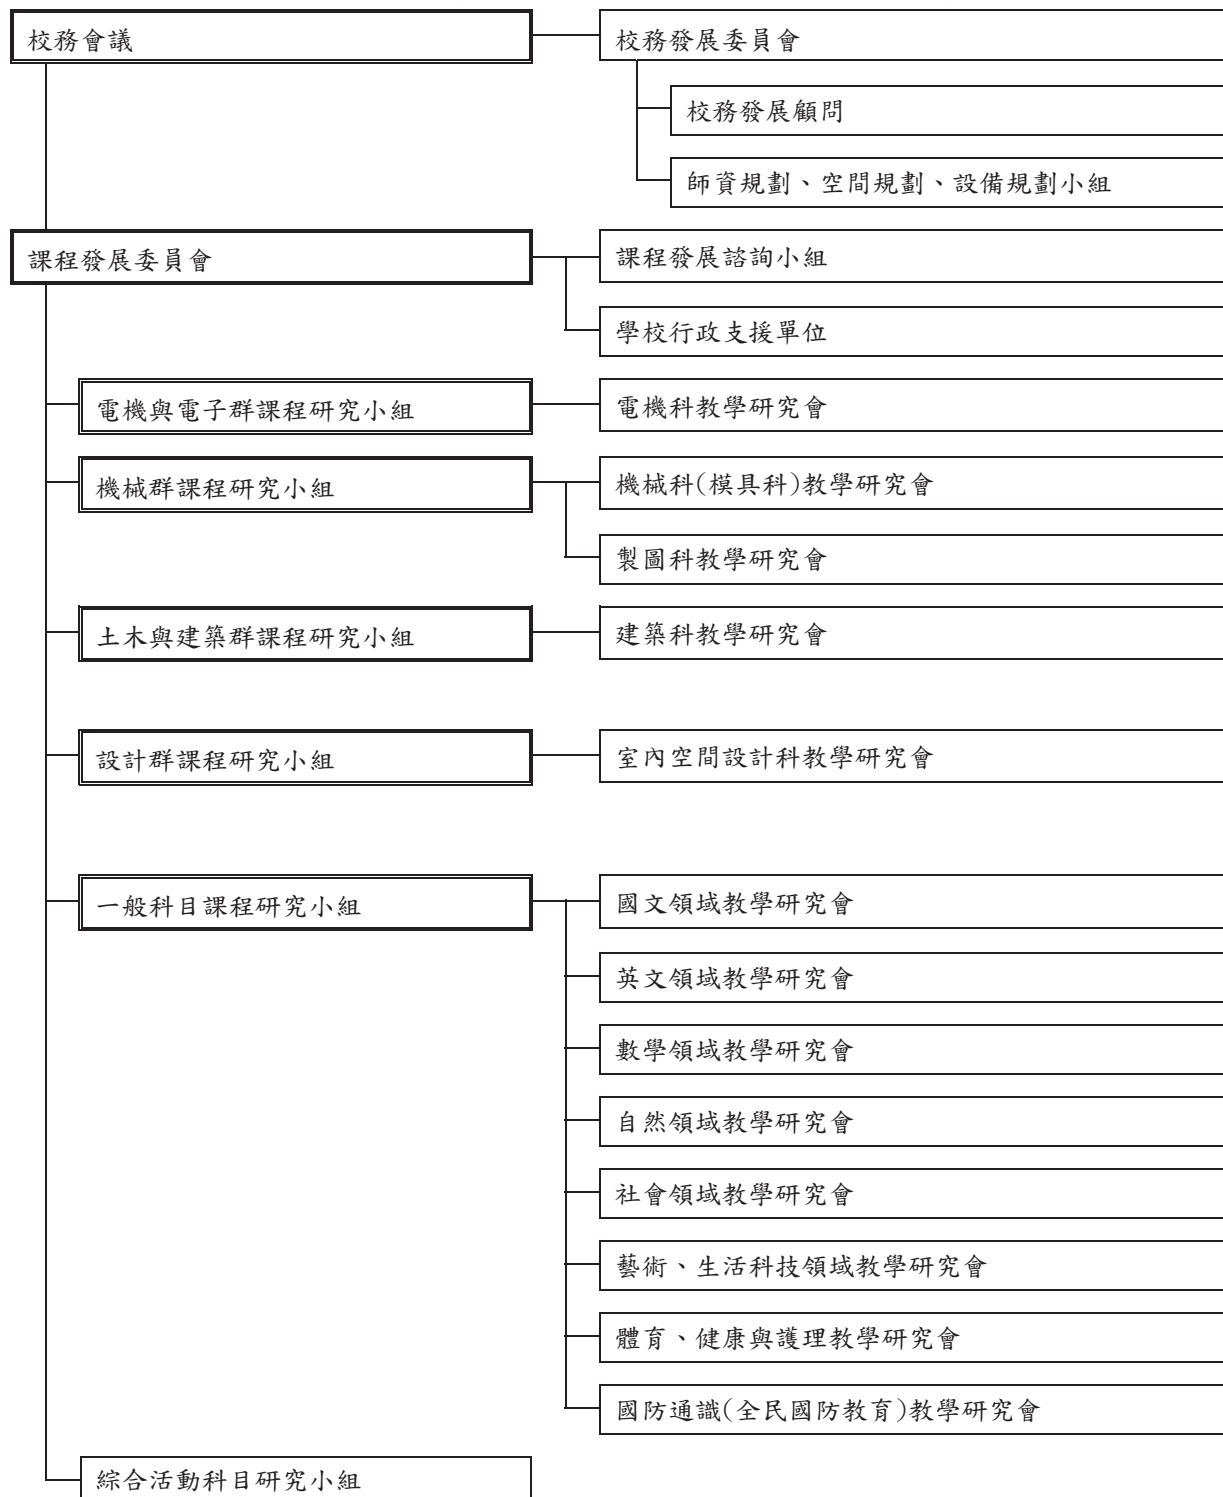 校務會議
校務發展委員會
校務發展顧問
師資規劃、空間規劃、設備規劃小組
課程發展委員會
課程發展諮詢小組
學校行政支援單位
電機與電子群課程研究小組
電機科教學研究會
機械群課程研究小組
機械科(模具科)教學研究會
製圖科教學研究會
土木與建築群課程研究小組
建築科教學研究會
設計群課程研究小組
室內空間設計科教學研究會
一般科目課程研究小組
國文領域教學研究會
英文領域教學研究會
數學領域教學研究會
自然領域教學研究會
社會領域教學研究會
藝術、生活科技領域教學研究會
體育、健康與護理教學研究會
國防通識(全民國防教育)教學研究會
綜合活動科目研究小組